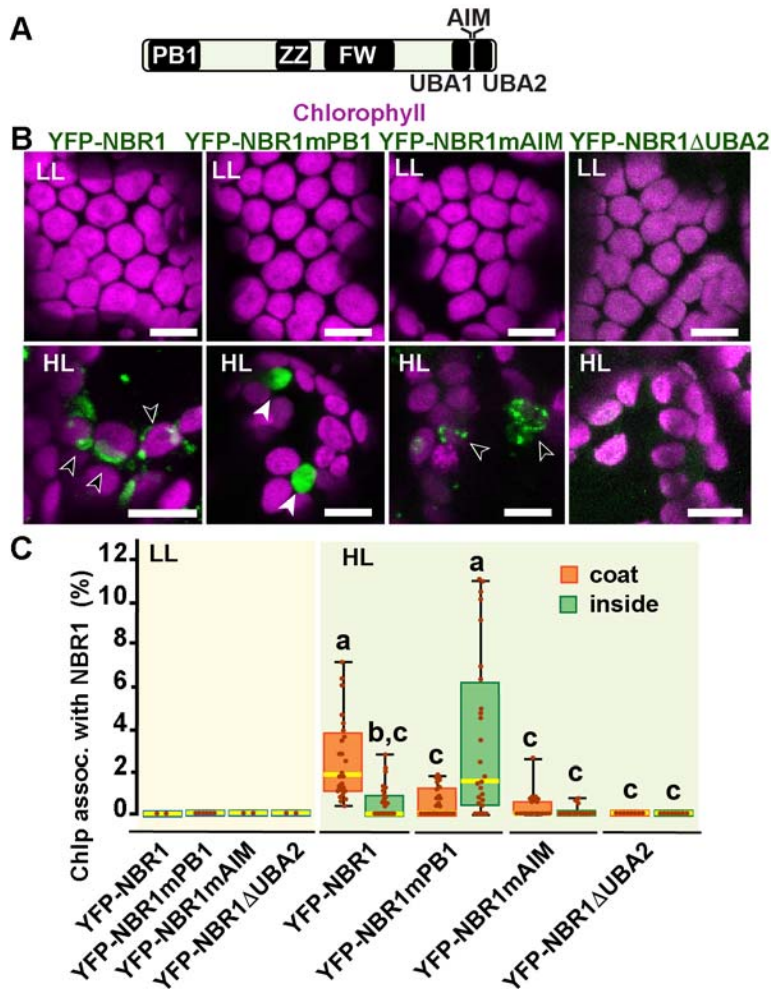 A
AIM
PB1 ZZ FW
UBA1 UBA2
Chlorophyll
B YFP-NBR1 YFP-NBR1mPB1 YFP-NBR1mAIM YFP-NBR1ΔUBA2
LL LL LL LL
HL HL HL HL
C
LL HL
coat
inside
Chlp assoc. with NBR1 (%)
12
10
8
6
4
2
0
a
b,c
c
a
c
c
c
c
YFP-NBR1
YFP-NBR1mPB1
YFP-NBR1mAIM
YFP-NBR1ΔUBA2
YFP-NBR1
YFP-NBR1mPB1
YFP-NBR1mAIM
YFP-NBR1ΔUBA2